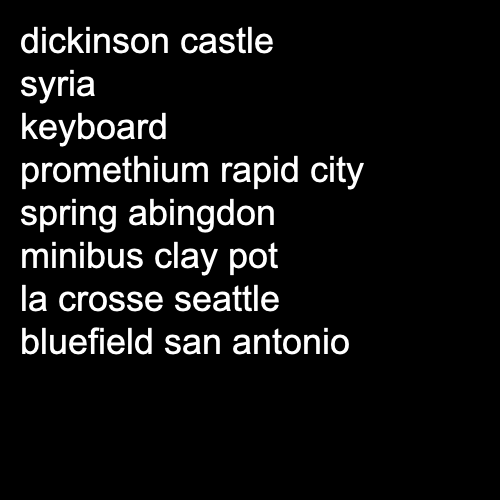 dickinson castle
syria
keyboard
promethium rapid city
spring abingdon
minibus clay pot
la crosse seattle
bluefield san antonio